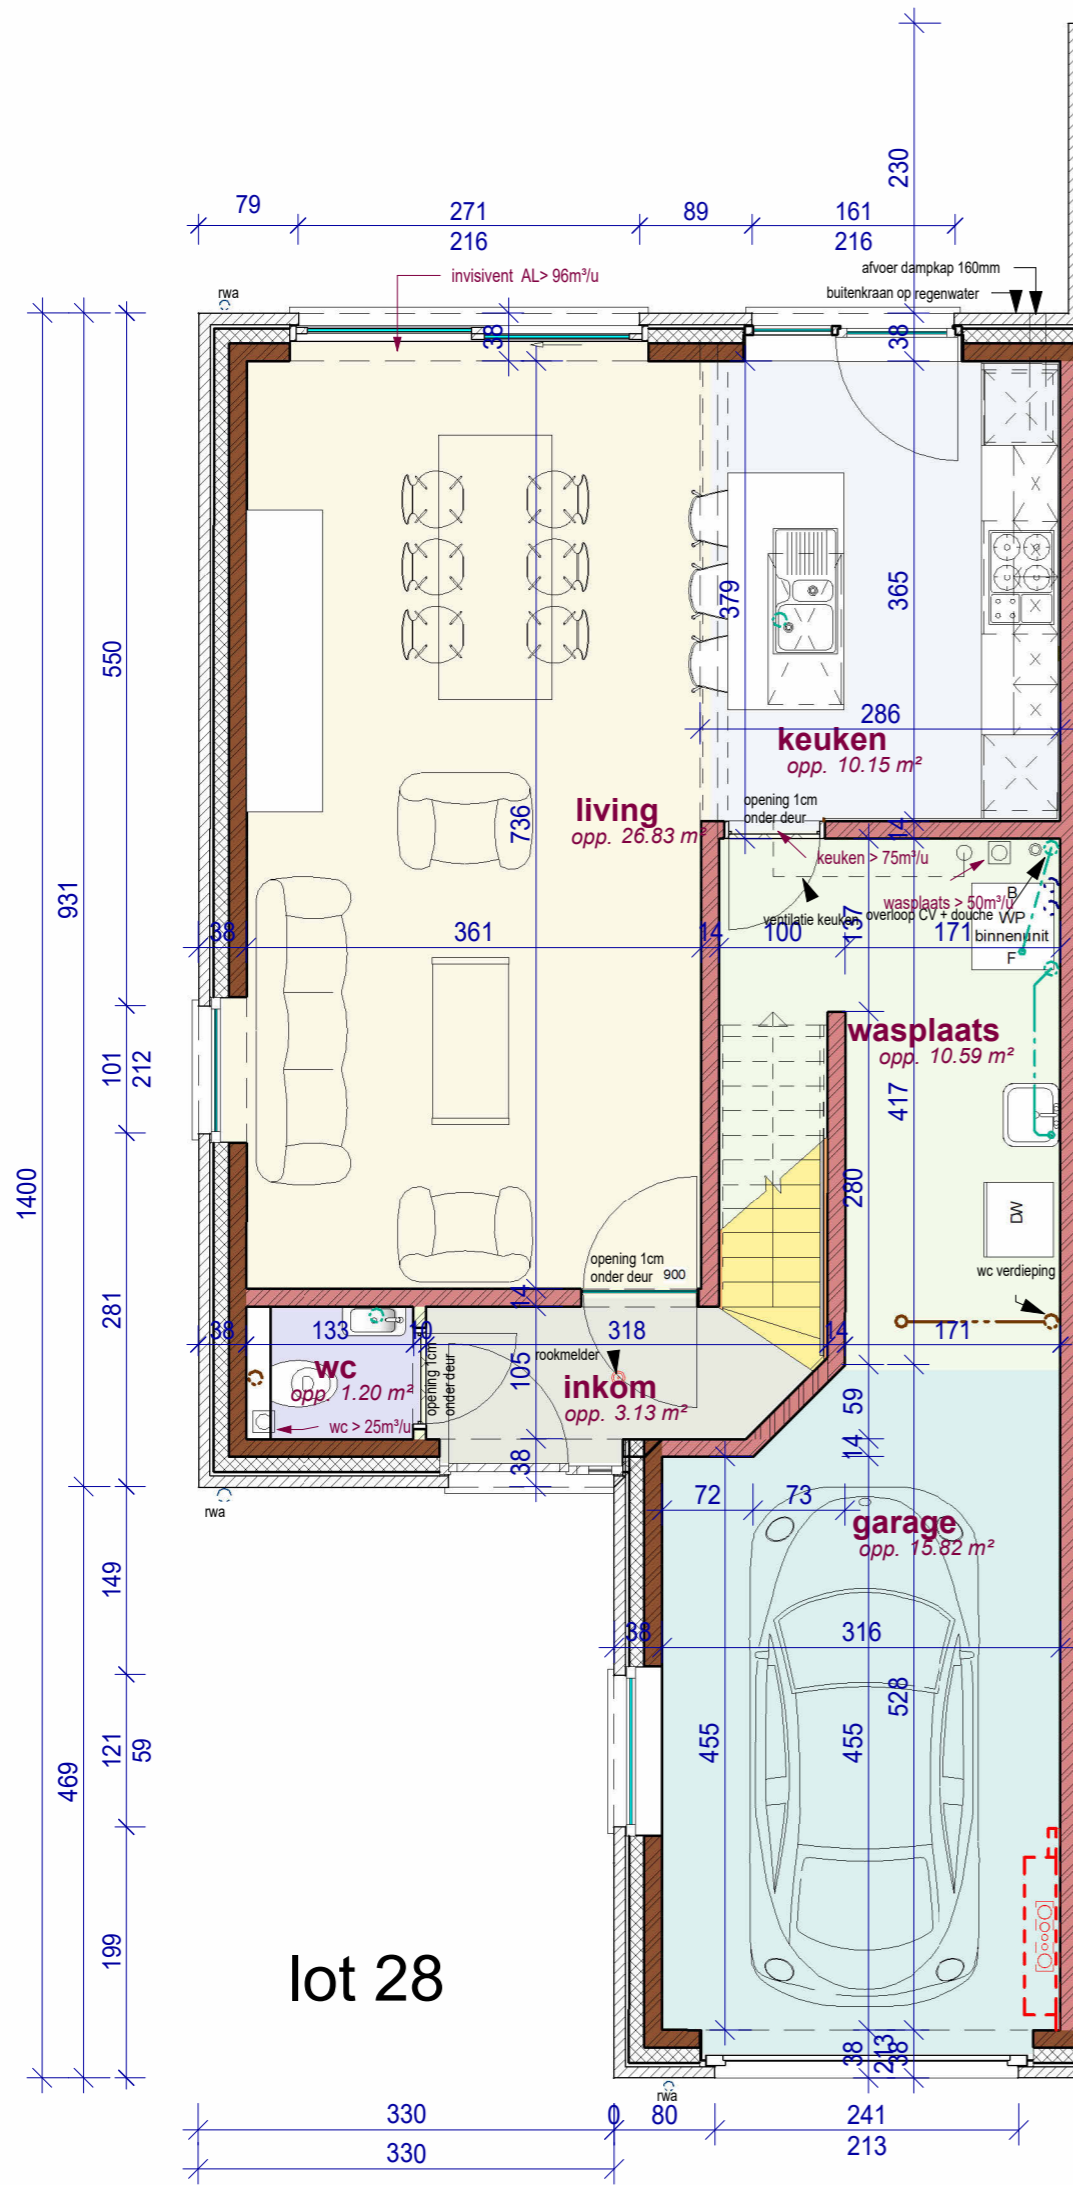 230
79
271
89
161
216
216
invisivent AL> 96m³/u
afvoer dampkap 160mm
buitenkraan op regenwater
rwa
38
38
550
379
365
286
keuken
opp. 10.15 m²
living
opp. 26.83 m²
736
opening 1cm
onder deur
14
keuken > 75m³/u
wasplaats > 50m³/u
ventilatie keuken, overloop CV + douche
B
WP
binnenunit
F
931
38
361
14
100
137
171
wasplaats
opp. 10.59 m²
101
212
417
1400
280
DW
opening 1cm
onder deur
900
wc verdieping
281
14
38
133
10
318
14
171
rookmelder
wc
opp. 1.20 m²
opening 1cm
onder deur
105
inkom
opp. 3.13 m²
wc > 25m³/u
59
14
38
rwa
72
73
garage
opp. 15.82 m²
149
38
316
528
455
455
121
59
469
199
lot 28
38
213
38
rwa
330
0
80
241
213
330